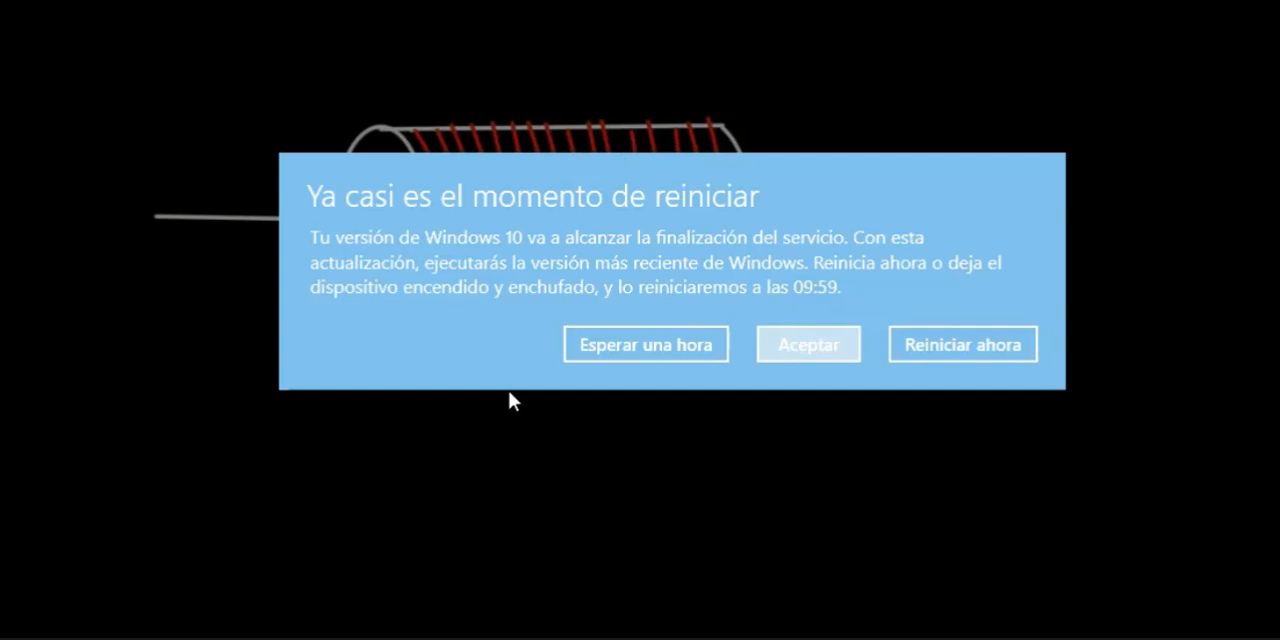 Ya casi es el momento de reiniciar
Tu versión de Windows 10 va a alcanzar la finalización del servicio. Con esta
actualización, ejecutarás la versión más reciente de Windows. Reinicia ahora o deja el
dispositivo encendido y enchufado, y lo reiniciaremos a las 09:59.
Esperar una hora
Aceptar
Reiniciar ahora